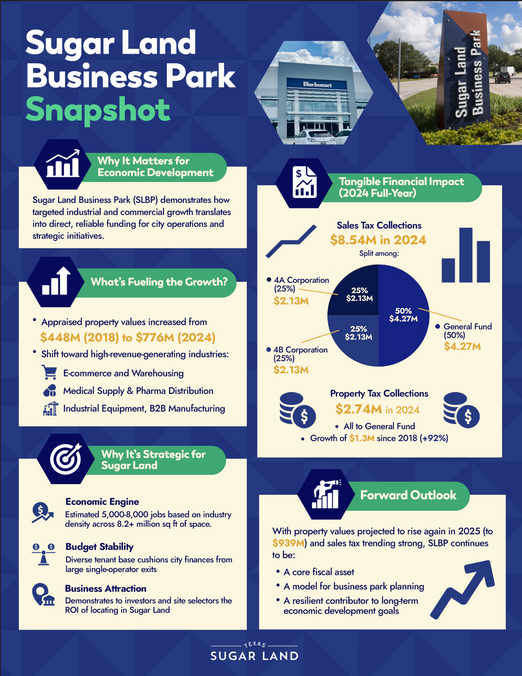 Sugar Land
Business Park
Snapshot
Bluebonnet
Sugar Land
Business Park
Why It Matters for
Economic Development
Sugar Land Business Park (SLBP) demonstrates how
targeted industrial and commercial growth translates
into direct, reliable funding for city operations and
strategic initiatives.
What's Fueling the Growth?
• Appraised property values increased from
$448M (2018) to $776M (2024)
• Shift toward high-revenue-generating industries:
E-commerce and Warehousing
Medical Supply & Pharma Distribution
Industrial Equipment, B2B Manufacturing
Why It's Strategic for
Sugar Land
Economic Engine
Estimated 5,000-8,000 jobs based on industry
density across 8.2+ million sq ft of space.
Budget Stability
Diverse tenant base cushions city finances from
large single-operator exits
Business Attraction
Demonstrates to investors and site selectors the
ROI of locating in Sugar Land
Tangible Financial Impact
(2024 Full-Year)
Sales Tax Collections
$8.54M in 2024
Split among:
• 4A Corporation
(25%)
$2.13M
25%
$2.13M
50%
$4.27M
25%
$2.13M
• General Fund
(50%)
$4.27M
• 4B Corporation
(25%)
$2.13M
Property Tax Collections
$2.74M in 2024
• All to General Fund
• Growth of $1.3M since 2018 (+92%)
Forward Outlook
With property values projected to rise again in 2025 (to
$939M) and sales tax trending strong, SLBP continues
to be:
• A core fiscal asset
• A model for business park planning
• A resilient contributor to long-term
economic development goals
TEXAS
SUGAR LAND